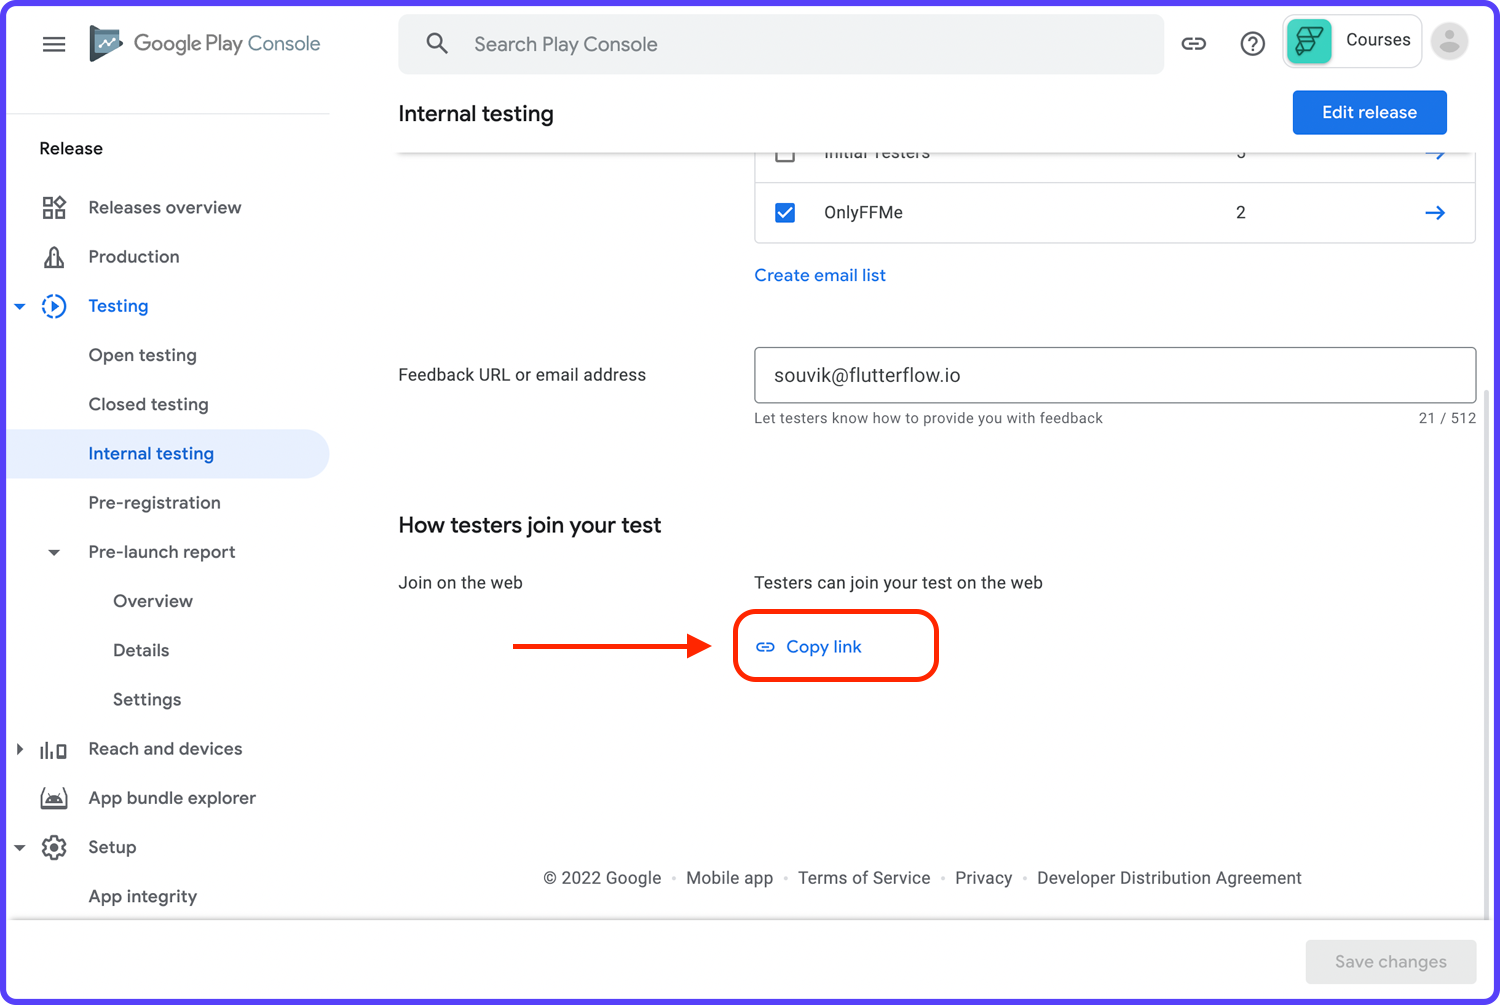 Google Play Console
Search Play Console
Courses
Internal testing
Edit release
Release
Releases overview
Production
Testing
Open testing
Closed testing
Internal testing
Pre-registration
Pre-launch report
Overview
Details
Settings
Reach and devices
App bundle explorer
Setup
App integrity
Initial Testers
OnlyFFMe 2
Create email list
Feedback URL or email address
souvik@flutterflow.io
Let testers know how to provide you with feedback 21 / 512
How testers join your test
Join on the web
Testers can join your test on the web
Copy link
© 2022 Google · Mobile app · Terms of Service · Privacy · Developer Distribution Agreement
Save changes